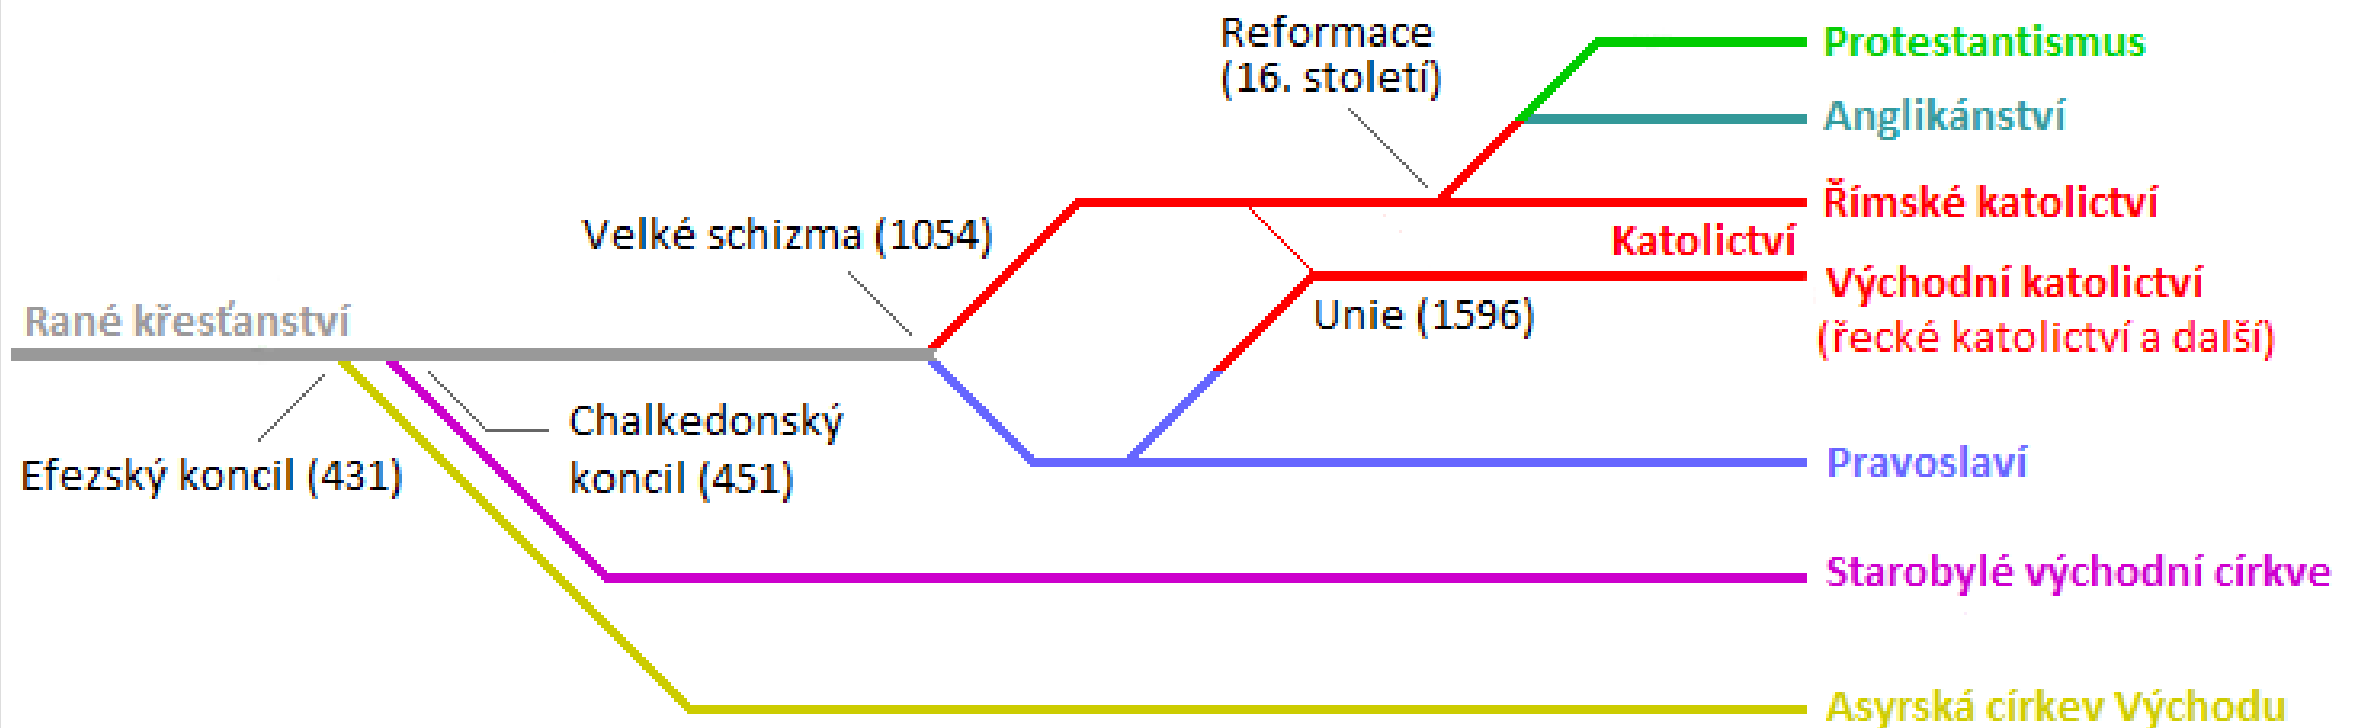 Reformace
(16. století)
Protestantismus
Anglikánství
Římské katolictví
Velké schizma (1054)
Katolictví
Východní katolictví
(řecké katolictví a další)
Rané křesťanství
Unie (1596)
Chalkedonský
koncil (451)
Efezský koncil (431)
Pravoslaví
Starobylé východní církve
Asyrská církev Východu